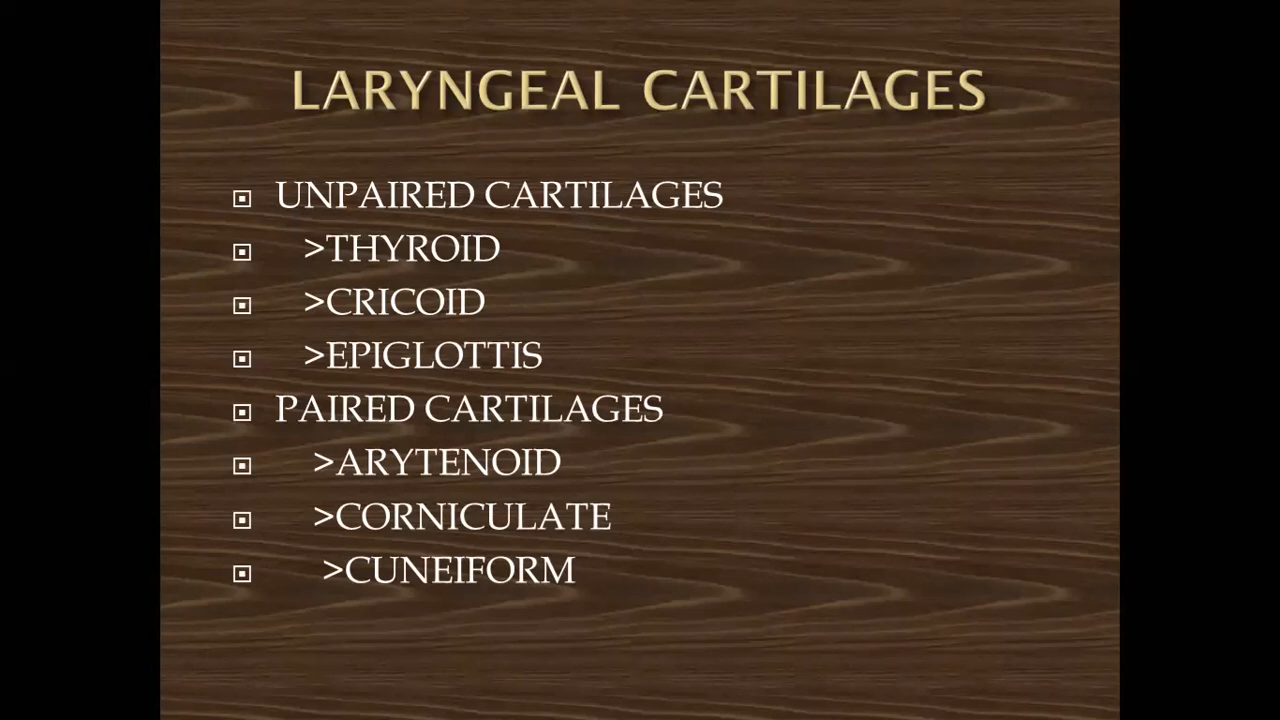 LARYNGEAL CARTILAGES
UNPAIRED CARTILAGES
>THYROID
>CRICOID
>EPIGLOTTIS
PAIRED CARTILAGES
>ARYTENOID
>CORNICULATE
>CUNEIFORM